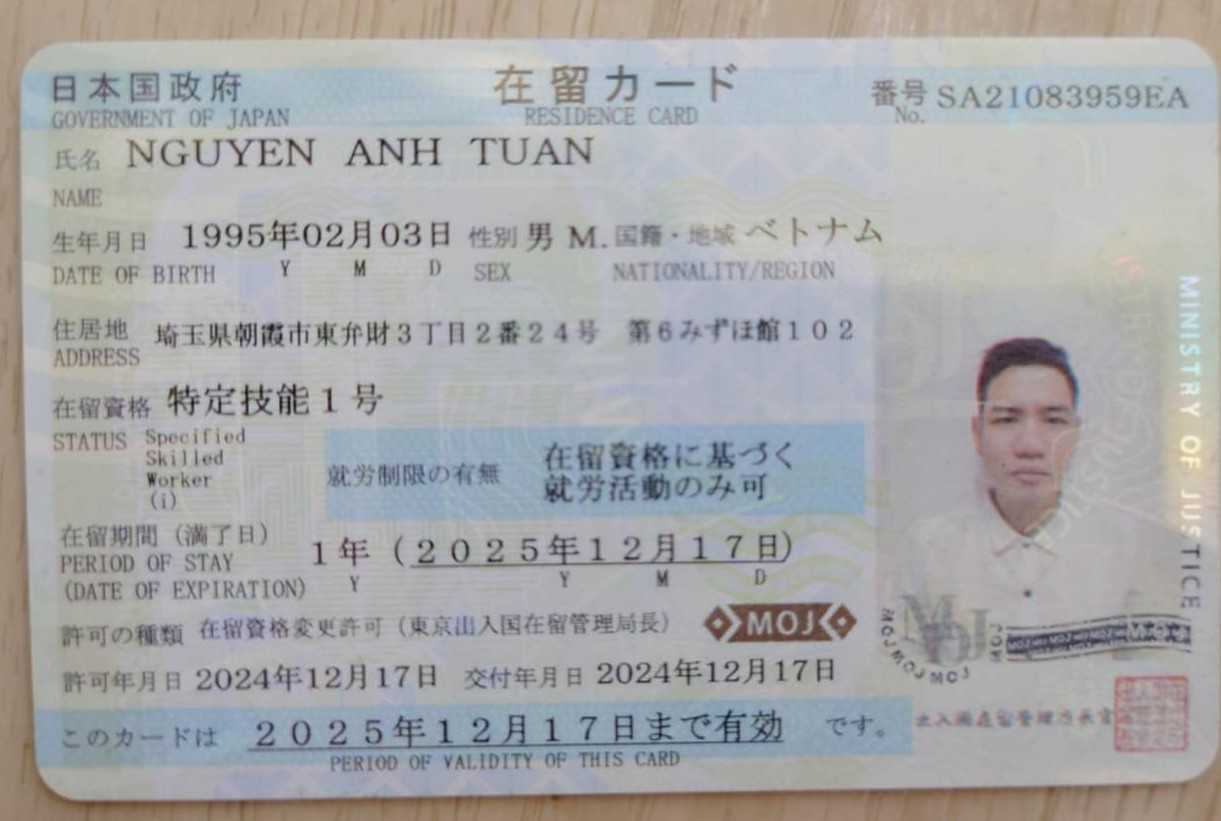 日本国政府 在留カード 番号 SA21083959EA
GOVERNMENT OF JAPAN RESIDENCE CARD No.
氏名 NGUYEN ANH TUAN
NAME
生年月日 1995年02月03日 性別 男 M. 国籍・地域 ベトナム
DATE OF BIRTH Y M D SEX NATIONALITY/REGION
住居地 埼玉県朝霞市東弁財3丁目2番24号 第6みずほ館102
ADDRESS
在留資格 特定技能1号
STATUS Specified
Skilled
Worker
(i)
就労制限の有無 在留資格に基づく
就労活動のみ可
在留期間(満了日)
PERIOD OF STAY
(DATE OF EXPIRATION)
1年(2025年12月17日)
Y Y M D
許可の種類 在留資格変更許可(東京出入国在留管理局長)
MOJ
許可年月日 2024年12月17日 交付年月日 2024年12月17日
このカードは 2025年12月17日まで有効 です。
PERIOD OF VALIDITY OF THIS CARD
MINISTRY OF JUSTICE
MOJ